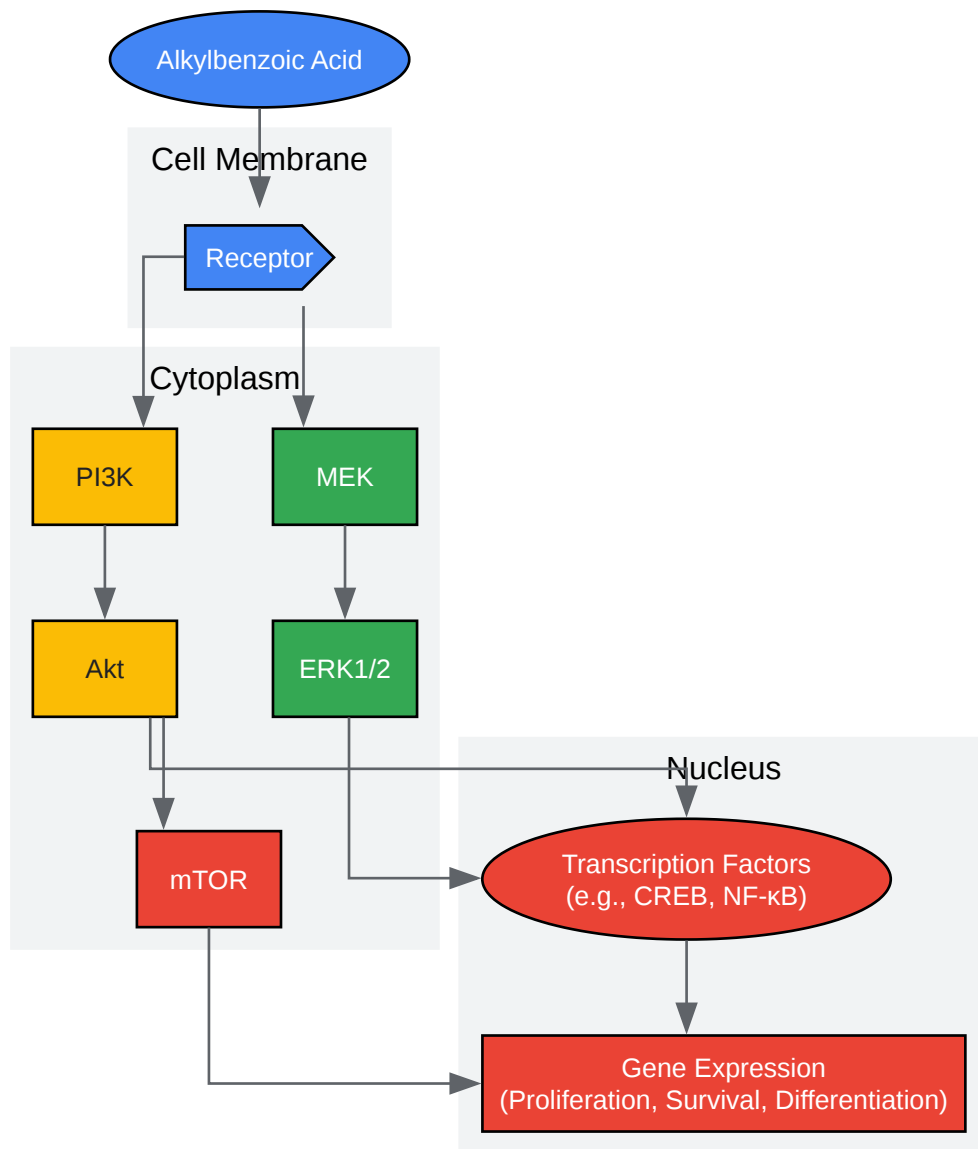 Alkylbenzoic Acid
Cell Membrane
Receptor
Cytoplasm
PI3K
MEK
Akt
ERK1/2
Nucleus
mTOR
Transcription Factors
(e.g., CREB, NF-κB)
Gene Expression
(Proliferation, Survival, Differentiation)